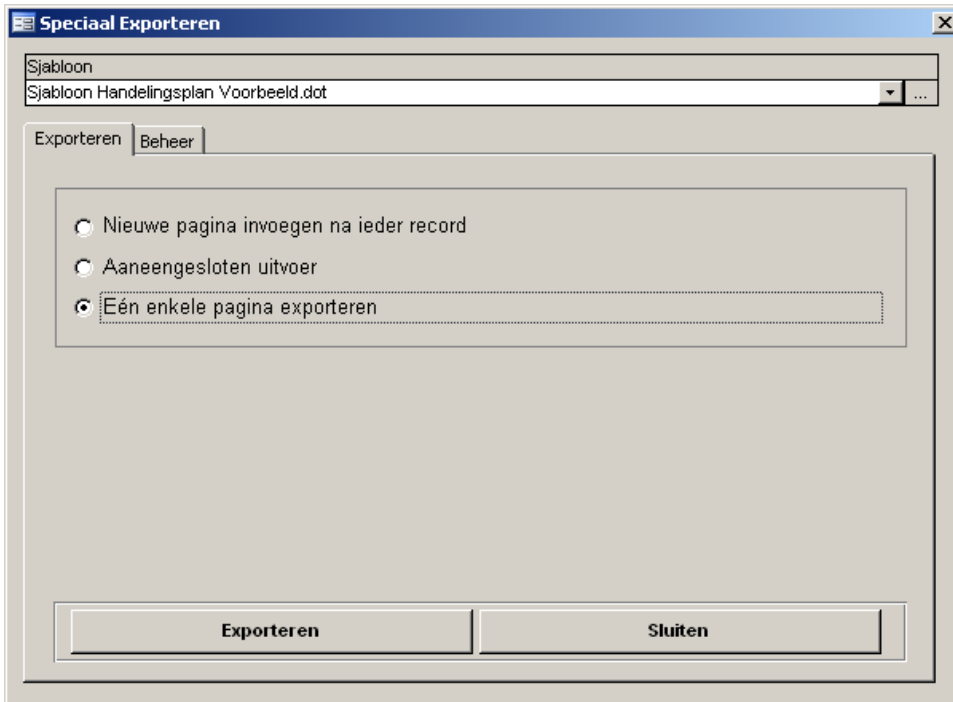 Speciaal Exporteren
Sjabloon
Sjabloon Handelingsplan Voorbeeld.dot
...
Exporteren Beheer
Nieuwe pagina invoegen na ieder record
Aaneengesloten uitvoer
Eén enkele pagina exporteren
Exporteren Sluiten